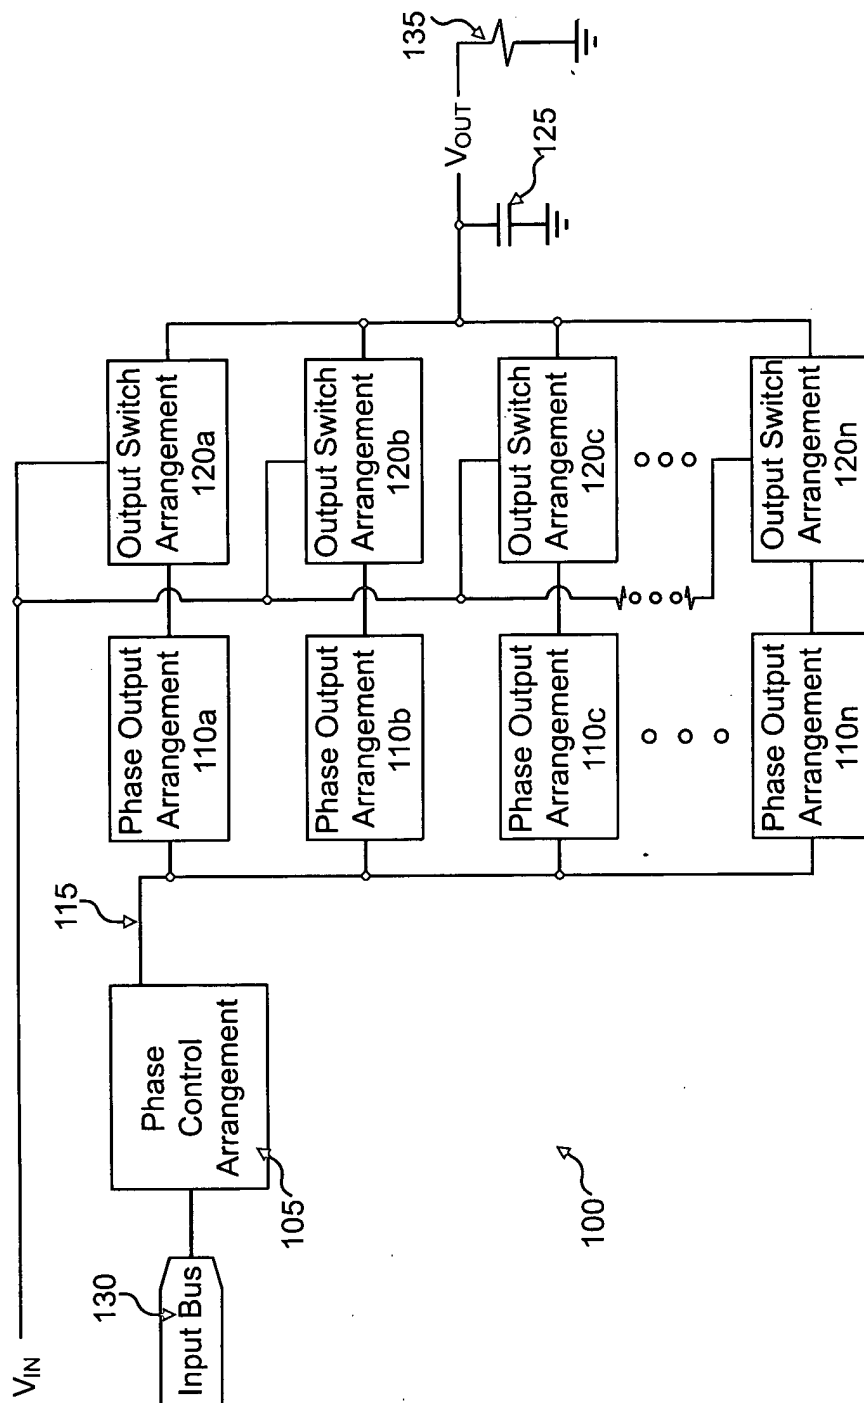 V_IN
130
Input Bus
105
Phase
Control
Arrangement
115
100
Phase Output
Arrangement
110a
Output Switch
Arrangement
120a
Phase Output
Arrangement
110b
Output Switch
Arrangement
120b
Phase Output
Arrangement
110c
Output Switch
Arrangement
120c
Phase Output
Arrangement
110n
Output Switch
Arrangement
120n
V_OUT
125
135